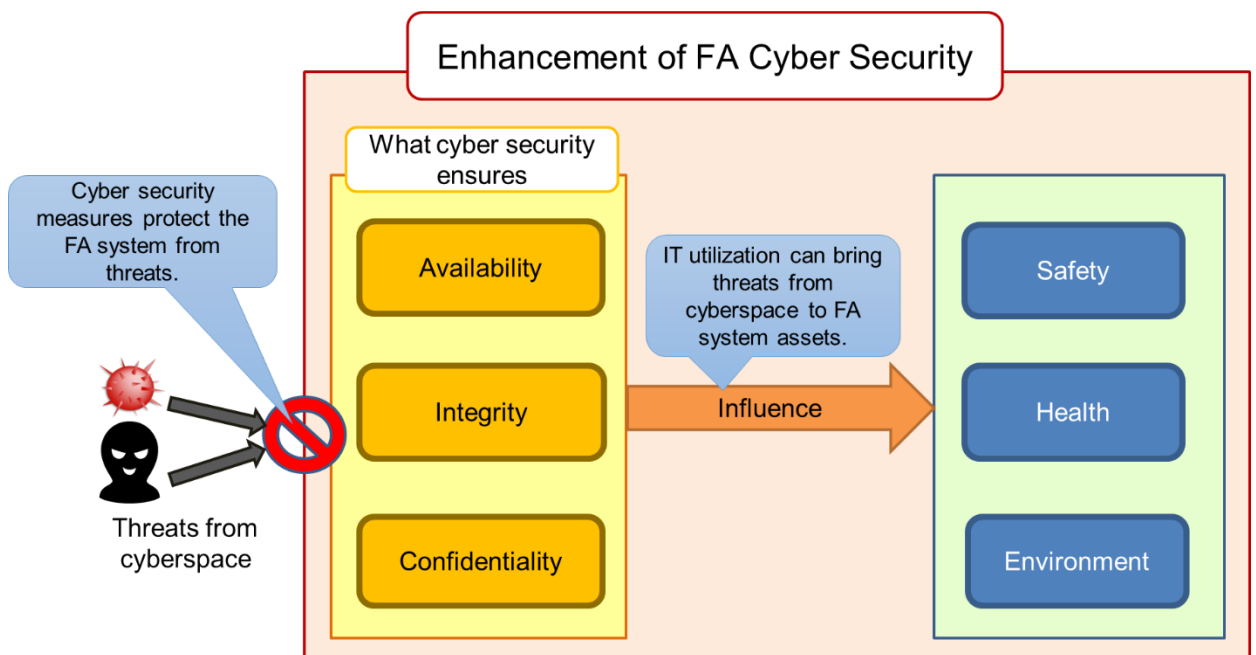 Enhancement of FA Cyber Security
What cyber security
ensures
Cyber security
measures protect the
FA system from
threats.
Availability
Integrity
Confidentiality
IT utilization can bring
threats from
cyberspace to FA
system assets.
Influence
Safety
Health
Environment
Threats from
cyberspace